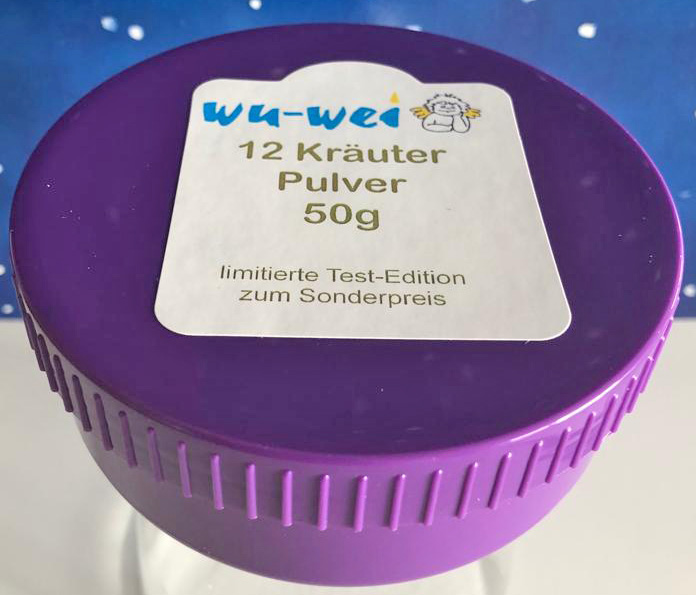 wu-wei
12 Kräuter
Pulver
50g
limitierte Test-Edition
zum Sonderpreis